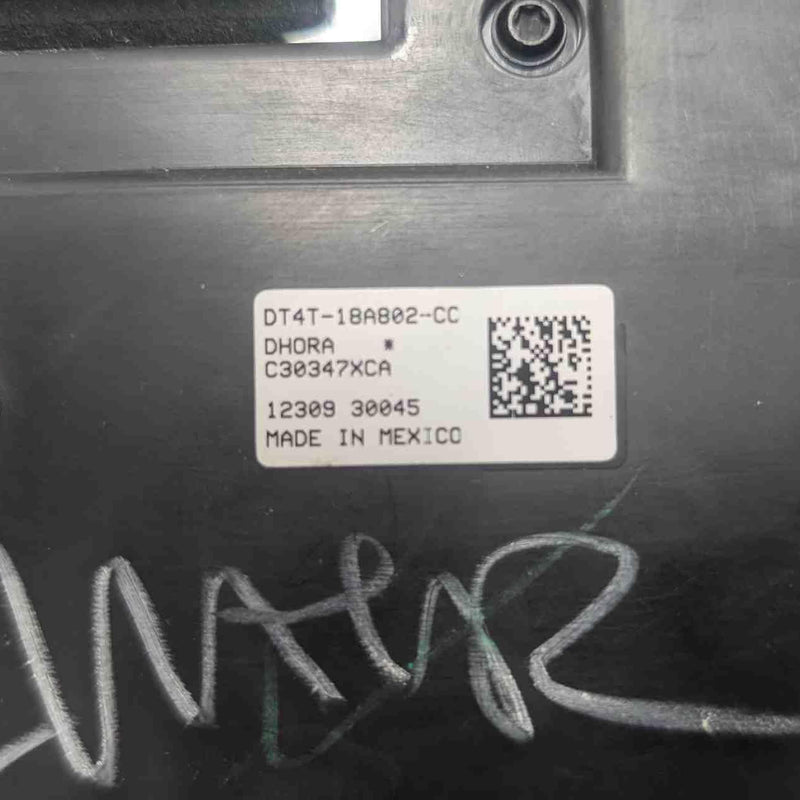 DT4T-18A802-CC
DHORA *
C30347XCA
12309 30045
MADE IN MEXICO